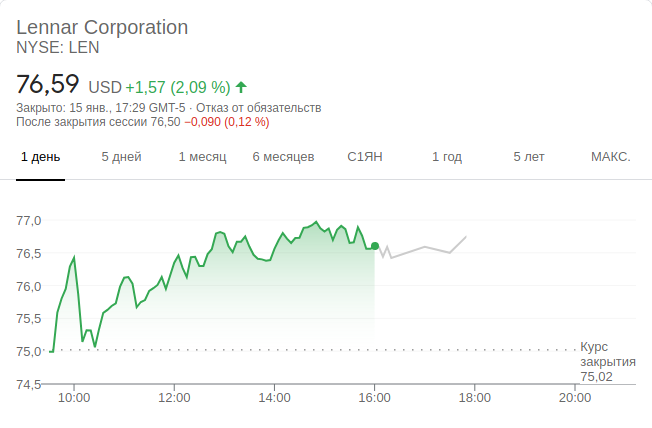 Lennar Corporation
NYSE: LEN
76,59 USD +1,57 (2,09 %)
Закрыто: 15 янв., 17:29 GMT-5 · Отказ от обязательств
После закрытия сессии 76,50 −0,090 (0,12 %)
1 день 5 дней 1 месяц 6 месяцев С1ЯН 1 год 5 лет МАКС.
77,0
76,5
76,0
75,5
75,0
74,5
Курс
закрытия
75,02
10:00 12:00 14:00 16:00 18:00 20:00